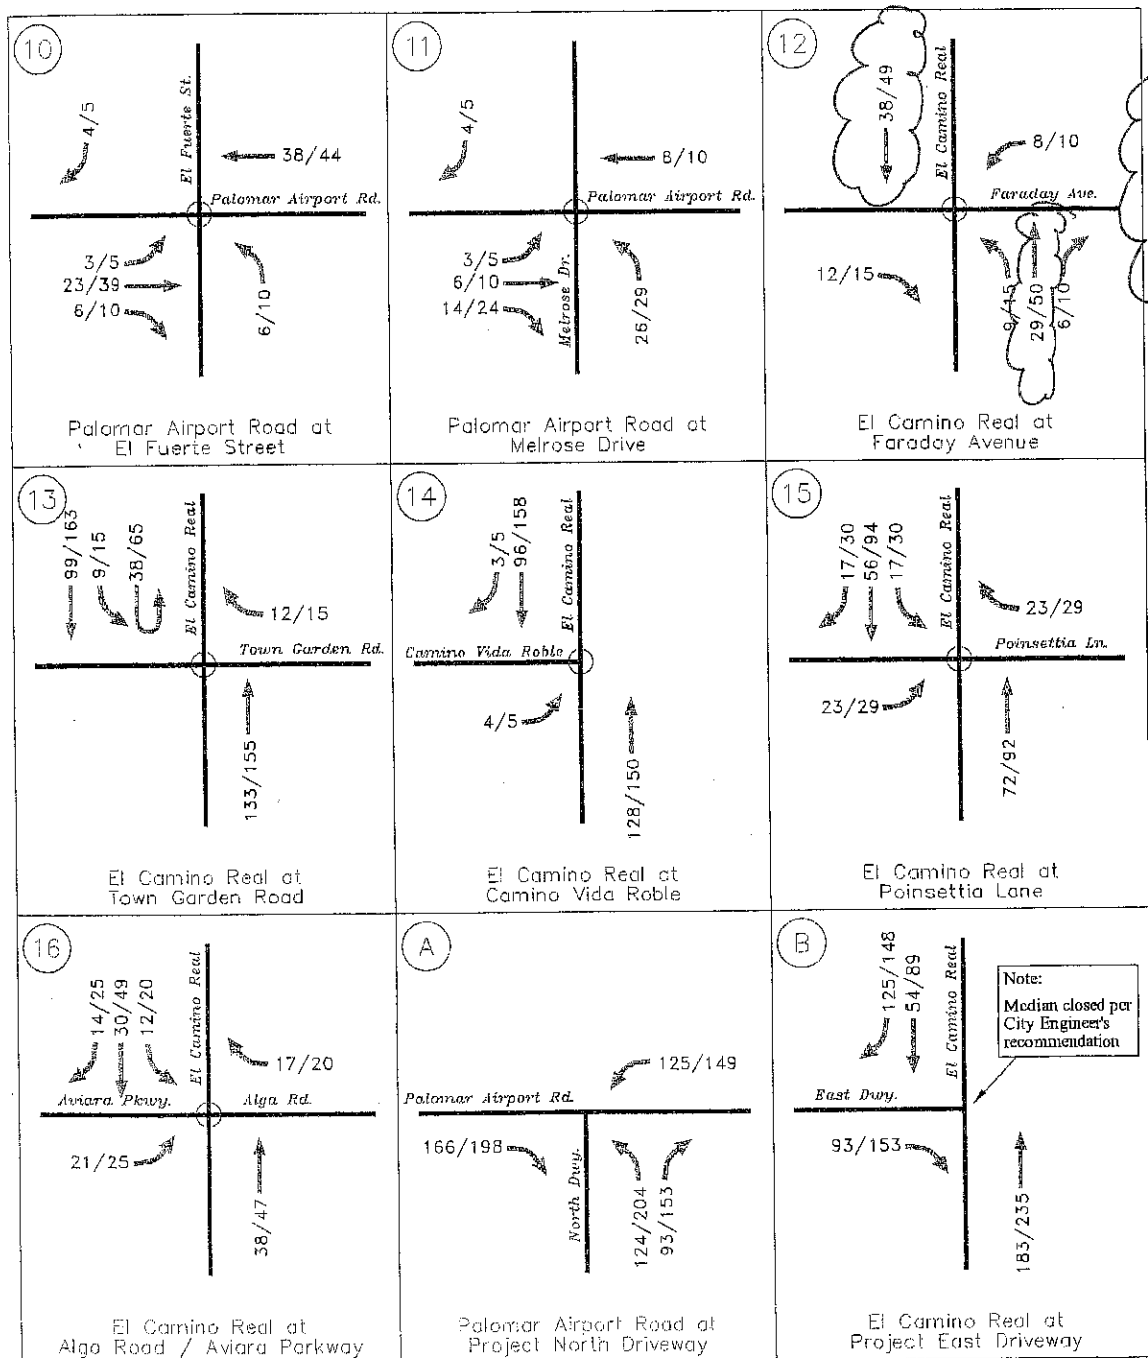 10
El Fuerte St.
4/5
38/44
Palomar Airport Rd.
3/5
23/39
6/10
6/10
Palomar Airport Road at
El Fuerte Street
11
4/5
8/10
Palomar Airport Rd.
3/5
6/10
14/24
Melrose Dr.
26/29
Palomar Airport Road at
Melrose Drive
12
38/49
El Camino Real
8/10
Faraday Ave.
12/15
9/15
29/50
6/10
El Camino Real at
Faraday Avenue
13
99/163
9/15
38/65
El Camino Real
12/15
Town Garden Rd.
133/155
El Camino Real at
Town Garden Road
14
3/5
96/158
El Camino Real
Camino Vida Roble
4/5
128/150
El Camino Real at
Camino Vida Roble
15
17/30
56/94
17/30
El Camino Real
23/29
Poinsettia Ln.
23/29
72/92
El Camino Real at
Poinsettia Lane
16
14/25
30/49
12/20
El Camino Real
17/20
Aviara Pkwy.
Alga Rd.
21/25
38/47
El Camino Real at
Alga Road / Aviara Parkway
A
125/149
Palomar Airport Rd.
166/198
North Dwy.
124/204
93/153
Palomar Airport Road at
Project North Driveway
B
125/148
54/89
El Camino Real
Note:
Median closed per
City Engineer's
recommendation
East Dwy.
93/153
183/235
El Camino Real at
Project East Driveway